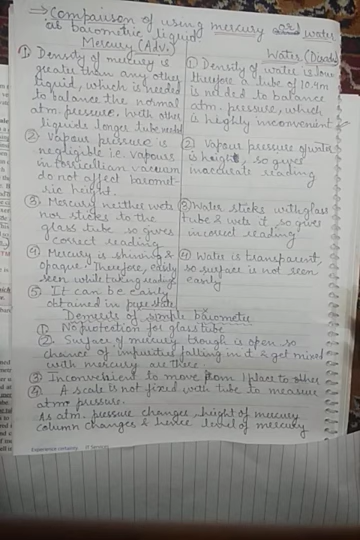 → Comparison of using mercury and water
as barometric liquid
Mercury (Adv.)
① Density of mercury is
greater than any other
liquid, which is needed
to balance the normal
atm. pressure. With other
liquids longer tube needed
② Vapour pressure is
negligible i.e. vapours
in torricellian vacuum
do not affect baromet-
ric height.
③ Mercury neither wets
nor sticks to the
glass tube so gives
correct reading
④ Mercury is shining &
opaque. Therefore, easily
seen while taking reading
⑤ It can be easily
obtained in pure state
Water
① Density of water is low
therefore a tube of 10.4m
is needed to balance
atm. pressure, which
is highly inconvenient
② Vapour pressure of water
is high, so gives
inaccurate reading
③ Water sticks with glass
tube & wets it, so gives
incorrect reading
④ Water is transparent,
so surface is not seen
easily
Demerits of simple barometer
① No protection for glass tube
② Surface of mercury trough is open so
chance of impurities falling in it & get mixed
with mercury are there.
③ Inconvenient to move from 1 place to other
④ A scale is not fixed with tube to measure
atm. pressure.
As atm. pressure changes, height of mercury
column changes & hence level of mercury